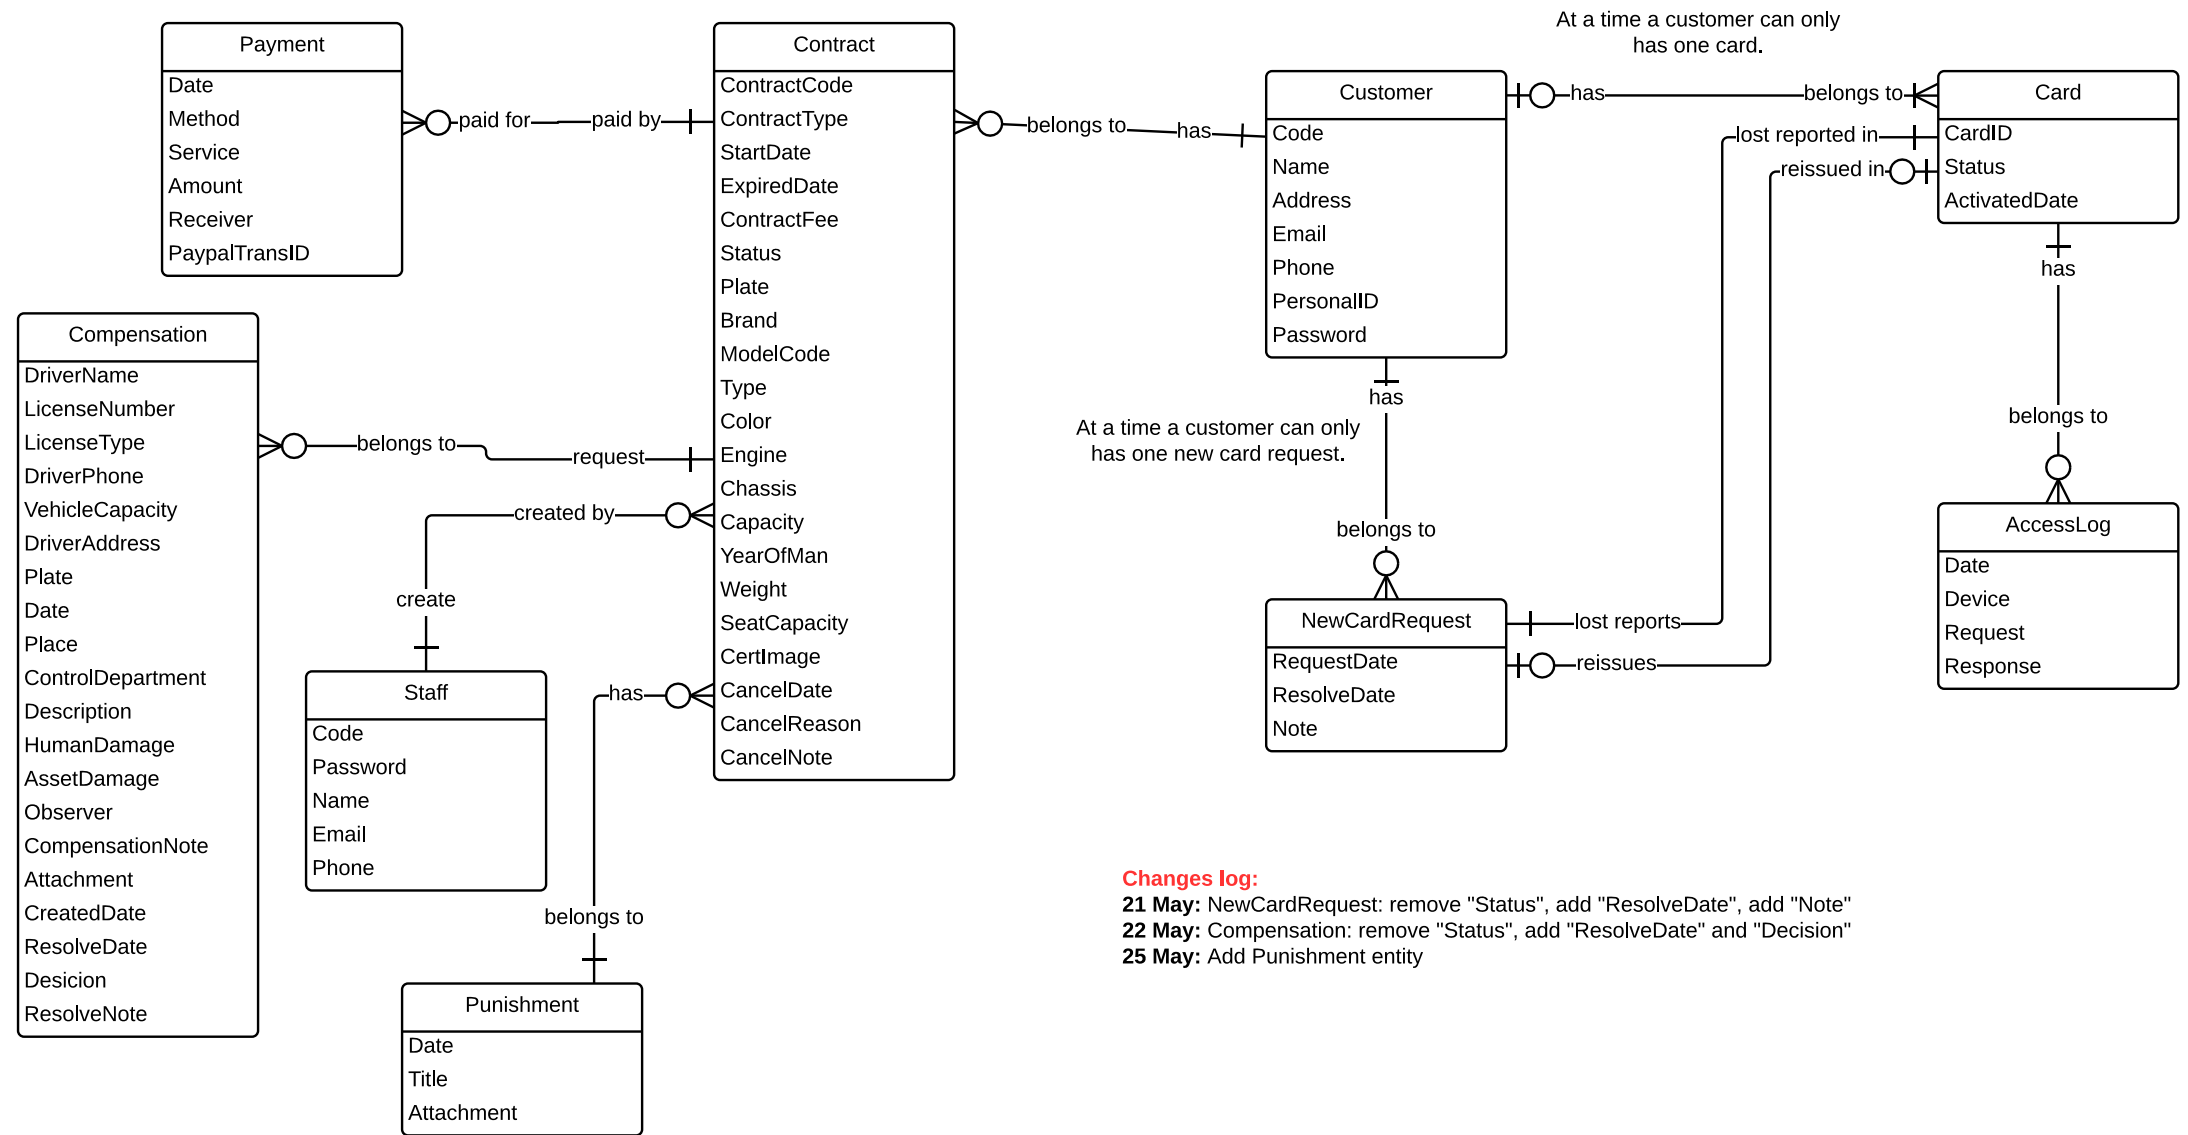 Payment
Date
Method
Service
Amount
Receiver
PaypalTransID
paid for
paid by
Contract
ContractCode
ContractType
StartDate
ExpiredDate
ContractFee
Status
Plate
Brand
ModelCode
Type
Color
Engine
Chassis
Capacity
YearOfMan
Weight
SeatCapacity
CertImage
CancelDate
CancelReason
CancelNote
belongs to
has
Customer
Code
Name
Address
Email
Phone
PersonalID
Password
At a time a customer can only
has one card.
has
belongs to
lost reported in
reissued in
Card
CardID
Status
ActivatedDate
has
belongs to
AccessLog
Date
Device
Request
Response
has
At a time a customer can only
has one new card request.
belongs to
NewCardRequest
RequestDate
ResolveDate
Note
lost reports
reissues
Compensation
DriverName
LicenseNumber
LicenseType
DriverPhone
VehicleCapacity
DriverAddress
Plate
Date
Place
ControlDepartment
Description
HumanDamage
AssetDamage
Observer
CompensationNote
Attachment
CreatedDate
ResolveDate
Desicion
ResolveNote
belongs to
request
created by
create
Staff
Code
Password
Name
Email
Phone
has
belongs to
Punishment
Date
Title
Attachment
Changes log:
21 May: NewCardRequest: remove "Status", add "ResolveDate", add "Note"
22 May: Compensation: remove "Status", add "ResolveDate" and "Decision"
25 May: Add Punishment entity